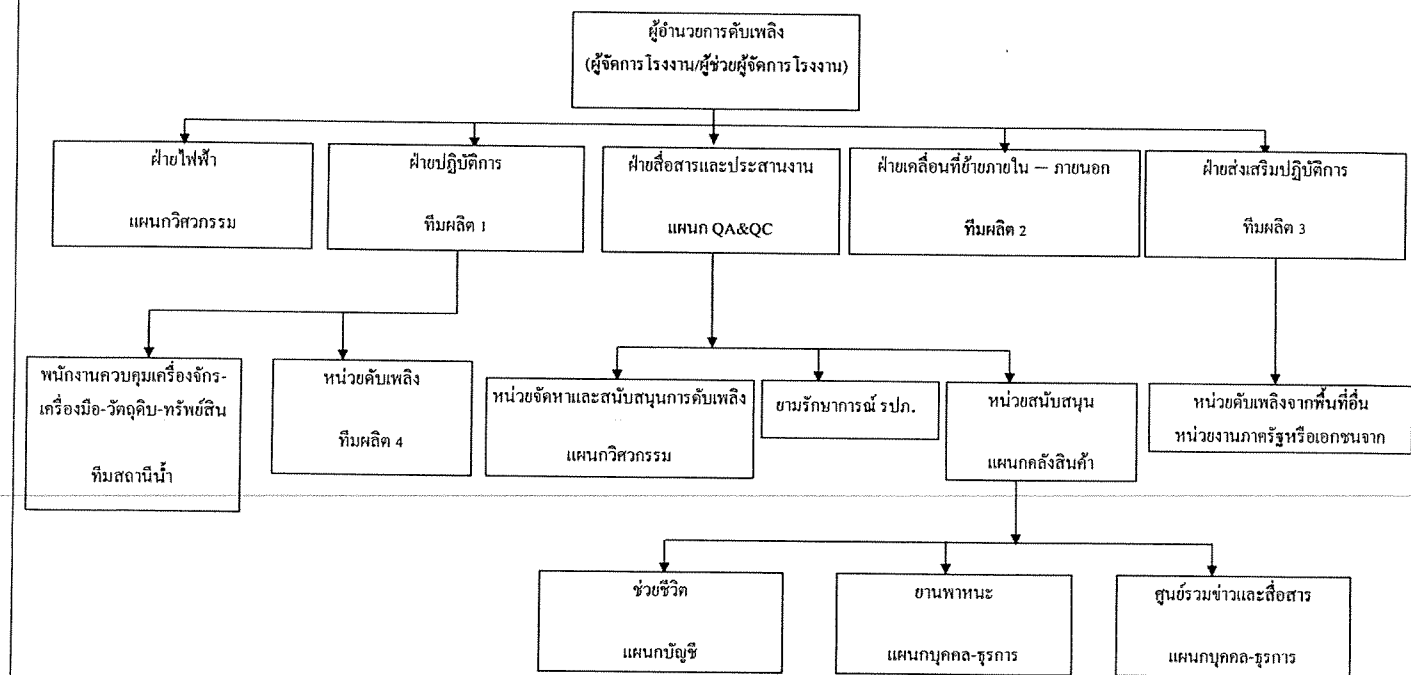 ผู้อำนวยการดับเพลิง
(ผู้จัดการโรงงาน/ผู้ช่วยผู้จัดการโรงงาน)
ฝ่ายไฟฟ้า
แผนกวิศวกรรม
ฝ่ายปฏิบัติการ
ทีมผลิต 1
ฝ่ายสื่อสารและประสานงาน
แผนก QA&QC
ฝ่ายเคลื่อนที่ย้ายภายใน – ภายนอก
ทีมผลิต 2
ฝ่ายส่งเสริมปฏิบัติการ
ทีมผลิต 3
พนักงานควบคุมเครื่องจักร-
เครื่องมือ-วัตถุดิบ-ทรัพย์สิน
ทีมสถานีน้ำ
หน่วยดับเพลิง
ทีมผลิต 4
หน่วยจัดหาและสนับสนุนการดับเพลิง
แผนกวิศวกรรม
ยามรักษาการณ์ รปภ.
หน่วยสนับสนุน
แผนกคลังสินค้า
หน่วยดับเพลิงจากพื้นที่อื่น
หน่วยงานภาครัฐหรือเอกชนจาก
ช่วยชีวิต
แผนกบัญชี
ยานพาหนะ
แผนกบุคคล-ธุรการ
ศูนย์รวมข่าวและสื่อสาร
แผนกบุคคล-ธุรการ